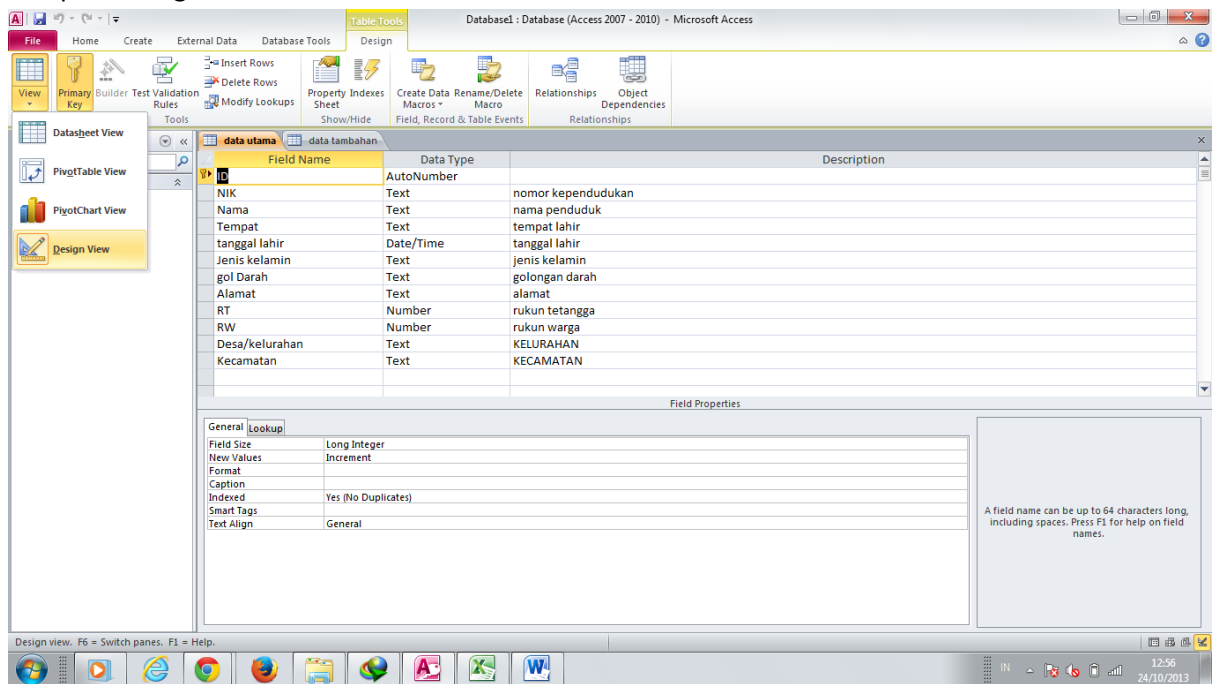 Table Tools
Database1 : Database (Access 2007 - 2010) - Microsoft Access
File Home Create External Data Database Tools Design
View
Primary Key
Builder
Test Validation Rules
Insert Rows
Delete Rows
Modify Lookups
Property Sheet
Indexes
Create Data Macros
Rename/Delete Macro
Relationships
Object Dependencies
Tools
Show/Hide
Field, Record & Table Events
Relationships
Datasheet View
PivotTable View
PivotChart View
Design View
data utama data tambahan
Field Name Data Type Description
ID AutoNumber
NIK Text nomor kependudukan
Nama Text nama penduduk
Tempat Text tempat lahir
tanggal lahir Date/Time tanggal lahir
Jenis kelamin Text jenis kelamin
gol Darah Text golongan darah
Alamat Text alamat
RT Number rukun tetangga
RW Number rukun warga
Desa/kelurahan Text KELURAHAN
Kecamatan Text KECAMATAN
Field Properties
General Lookup
Field Size Long Integer
New Values Increment
Format
Caption
Indexed Yes (No Duplicates)
Smart Tags
Text Align General
A field name can be up to 64 characters long,
including spaces. Press F1 for help on field
names.
Design view. F6 = Switch panes. F1 = Help.
IN
12:56
24/10/2013